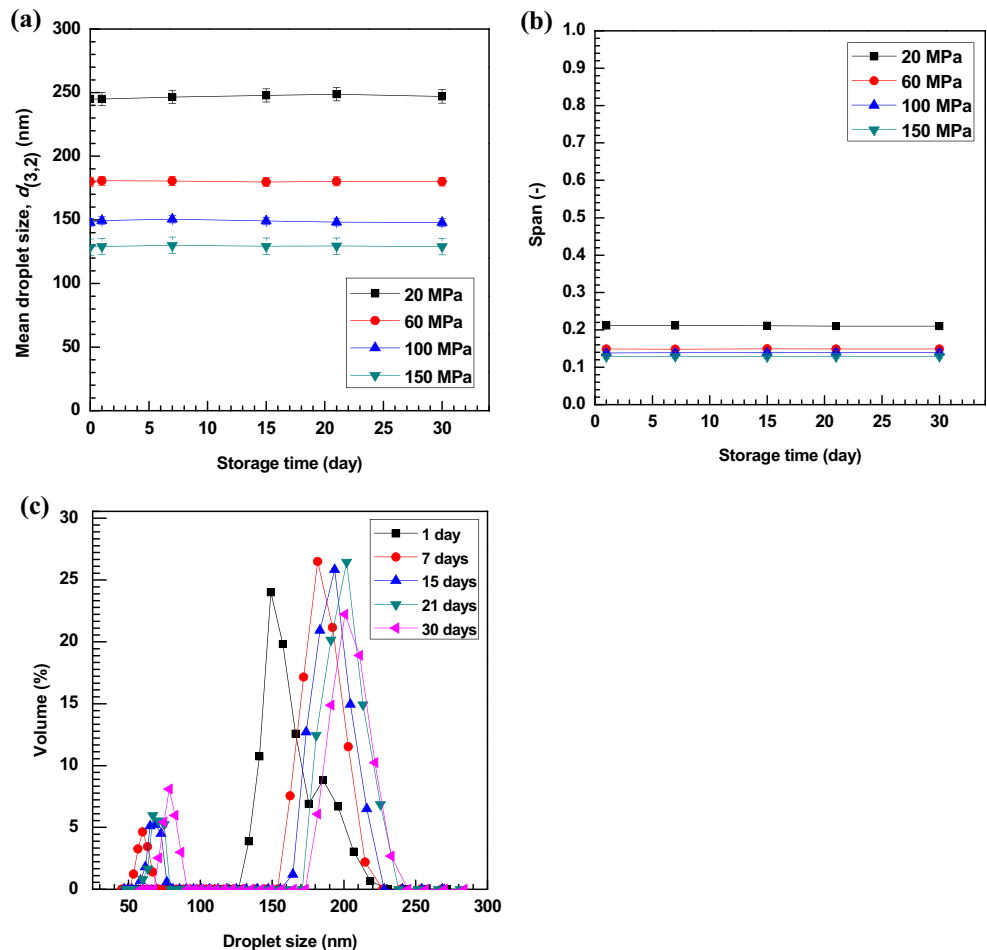 (a)
300
250
200
150
100
50
0
Mean droplet size, d(3,2) (nm)
20 MPa
60 MPa
100 MPa
150 MPa
0 5 10 15 20 25 30
Storage time (day)
(b)
1.0
0.9
0.8
0.7
0.6
0.5
0.4
0.3
0.2
0.1
0.0
Span (-)
20 MPa
60 MPa
100 MPa
150 MPa
0 5 10 15 20 25 30
Storage time (day)
(c)
30
25
20
15
10
5
0
Volume (%)
1 day
7 days
15 days
21 days
30 days
50 100 150 200 250 300
Droplet size (nm)